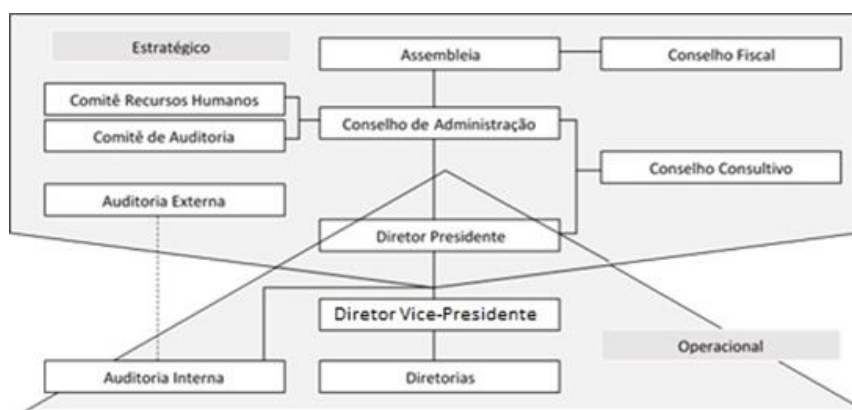 Estratégico
Assembleia
Conselho Fiscal
Comitê Recursos Humanos
Conselho de Administração
Comitê de Auditoria
Conselho Consultivo
Auditoria Externa
Diretor Presidente
Diretor Vice-Presidente
Operacional
Auditoria Interna
Diretorias